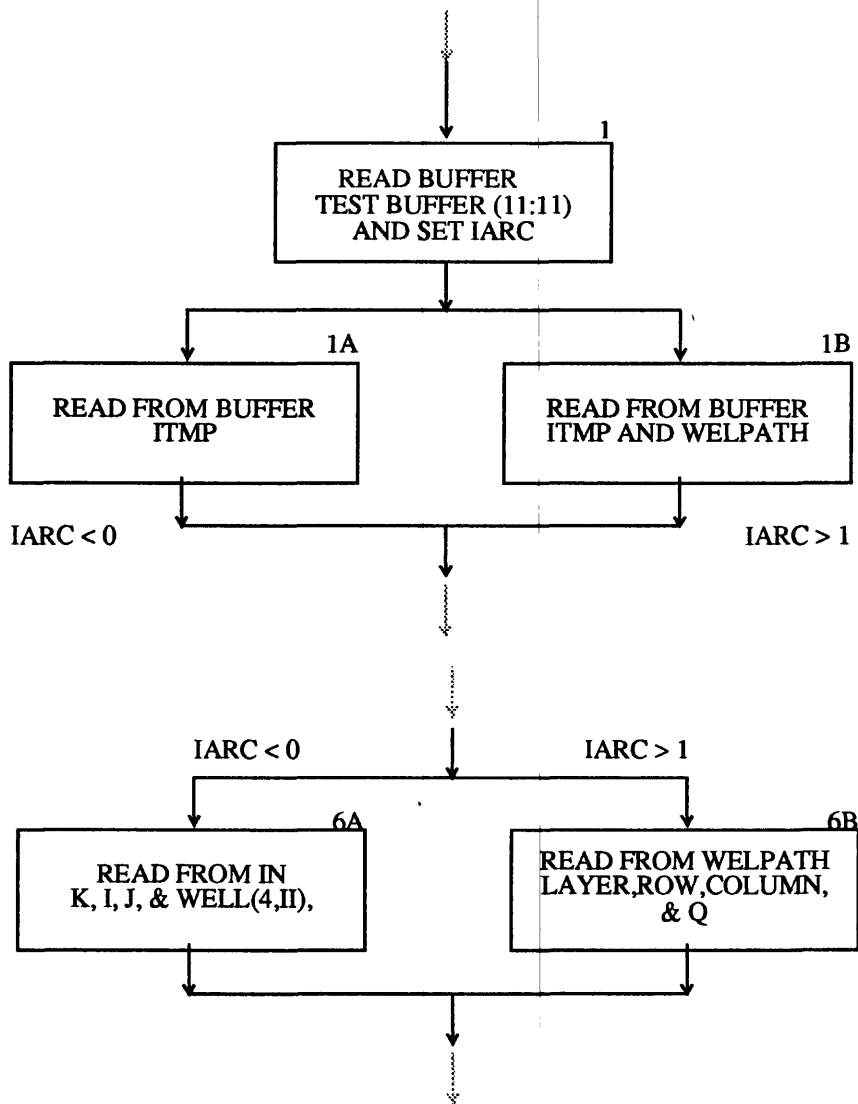 1
READ BUFFER
TEST BUFFER (11:11)
AND SET IARC
1A
READ FROM BUFFER
ITMP
1B
READ FROM BUFFER
ITMP AND WELPATH
IARC < 0
IARC > 1
IARC < 0
IARC > 1
6A
READ FROM IN
K, I, J, & WELL(4,II),
6B
READ FROM WELPATH
LAYER,ROW,COLUMN,
& Q